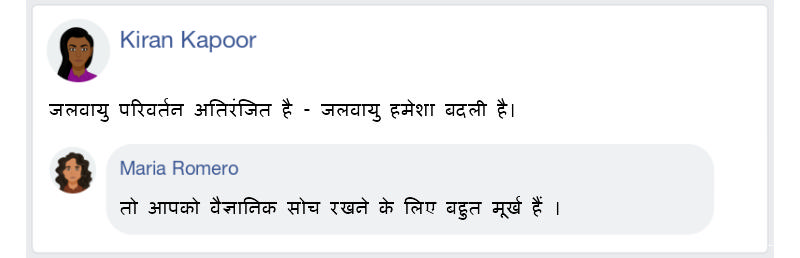 Kiran Kapoor
जलवायु परिवर्तन अतिरंजित है - जलवायु हमेशा बदली है।
Maria Romero
तो आपको वैज्ञानिक सोच रखने के लिए बहुत मूर्ख हैं ।